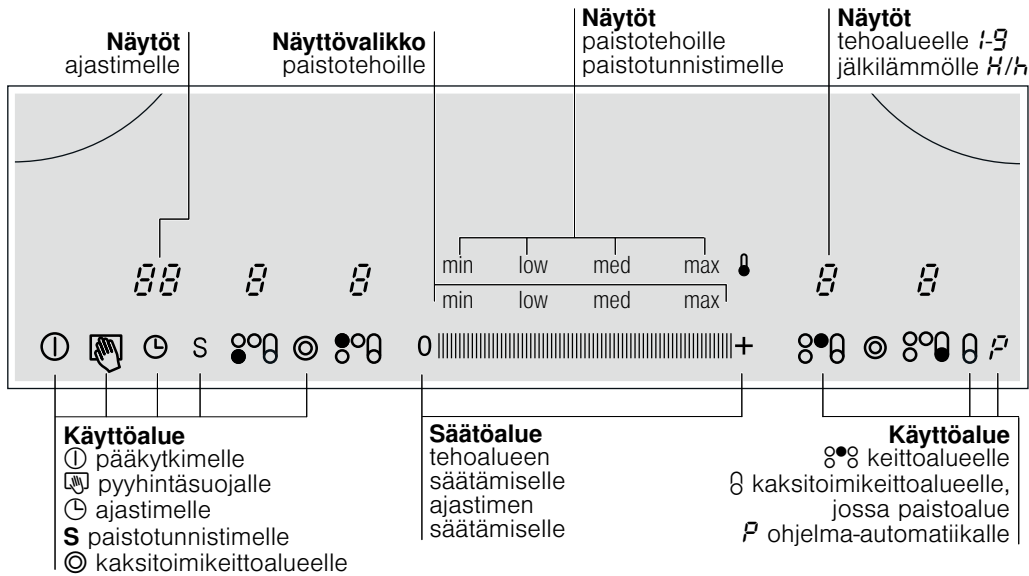 Näytöt
ajastimelle
Näyttövalikko
paistotehoille
Näytöt
paistotehoille
paistotunnistimelle
Näytöt
tehoalueelle 1-9
jälkilämmölle H/h
88 8 8 min low med max 8 8
min low med max
S 0 + P
Käyttöalue
pääkytkimelle
pyyhintäsuojalle
ajastimelle
S paistotunnistimelle
kaksitoimikeittoalueelle
Säätöalue
tehoalueen
säätämiselle
ajastimen
säätämiselle
Käyttöalue
keittoalueelle
kaksitoimikeittoalueelle,
jossa paistoalue
P ohjelma-automatiikalle